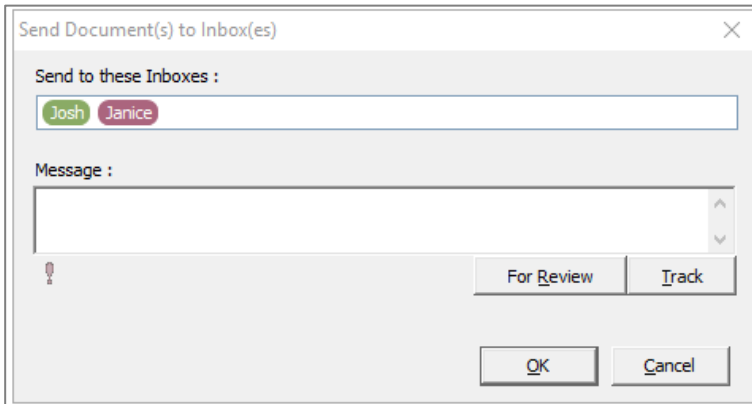 Send Document(s) to Inbox(es)
Send to these Inboxes :
Josh Janice
Message :
For Review Track
OK Cancel